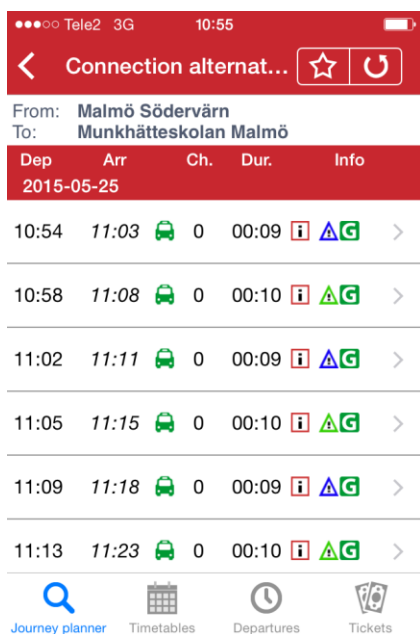 Tele2 3G 10:55
Connection alternat...
From: Malmö Södervärn
To: Munkhätteskolan Malmö
Dep Arr Ch. Dur. Info
2015-05-25
10:54 11:03 0 00:09 i ! G
10:58 11:08 0 00:10 i ! G
11:02 11:11 0 00:09 i ! G
11:05 11:15 0 00:10 i ! G
11:09 11:18 0 00:09 i ! G
11:13 11:23 0 00:10 i ! G
Journey planner Timetables Departures Tickets